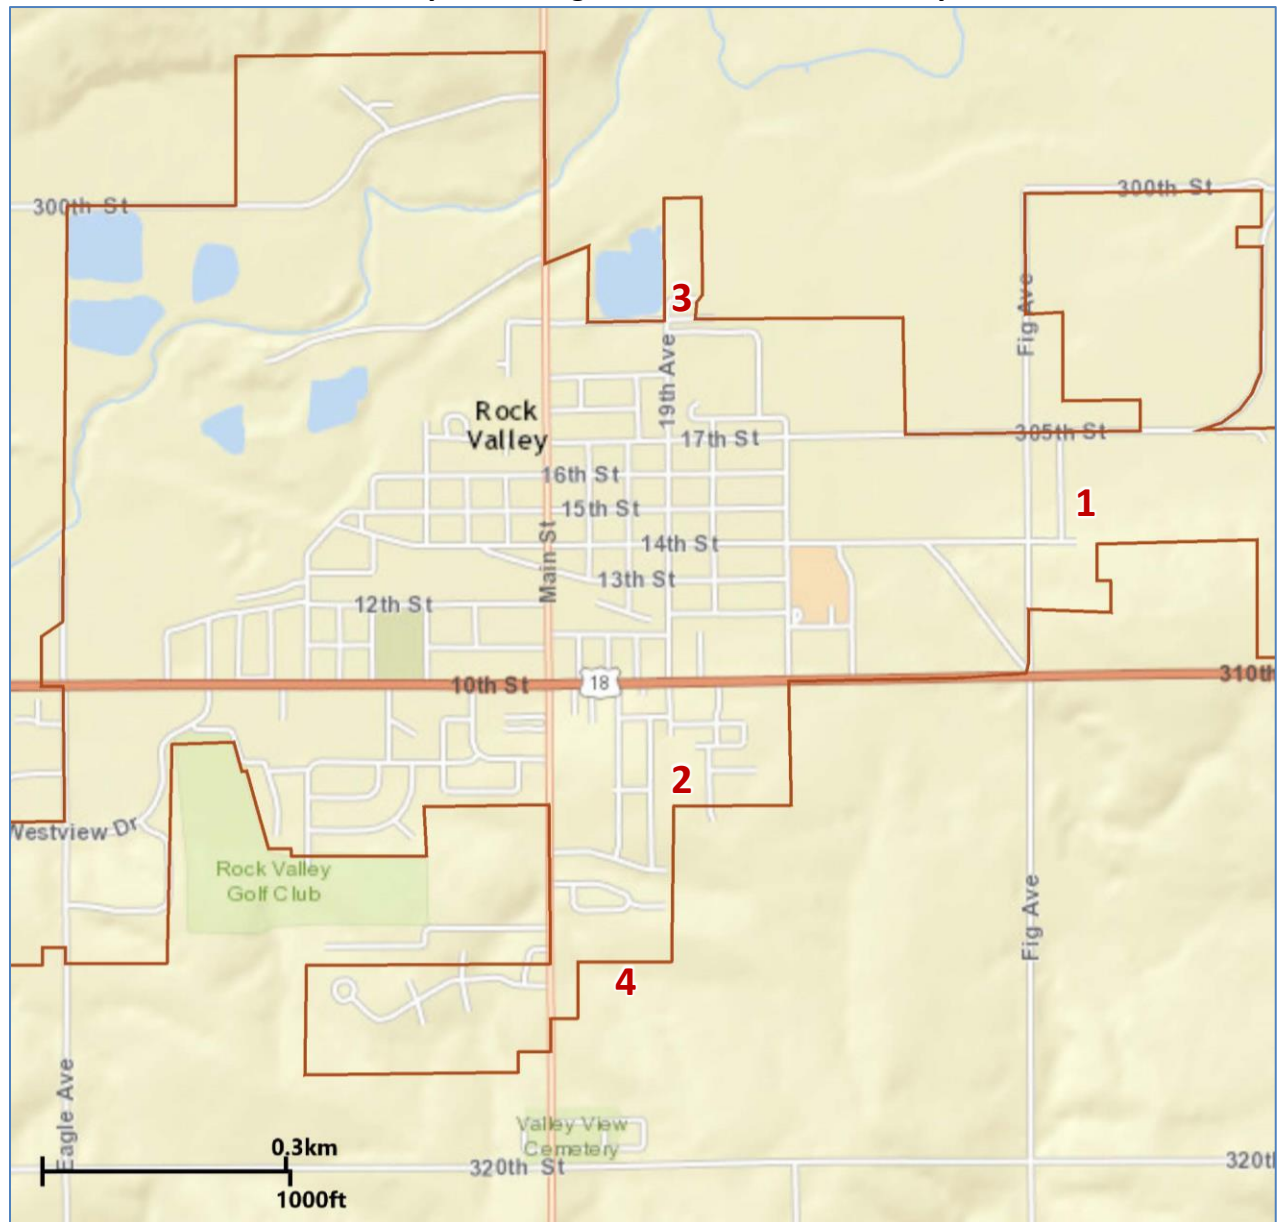 300th St
300th St
3
Fig Ave
19th Ave
Rock
Valley
17th St
305th St
16th St
1
15th St
14th St
Main St
13th St
12th St
10th St
18
310th
2
Westview Dr
Rock Valley
Golf Club
Fig Ave
4
Eagle Ave
Valley View
Cemetery
0.3km
320th St
320t
1000ft